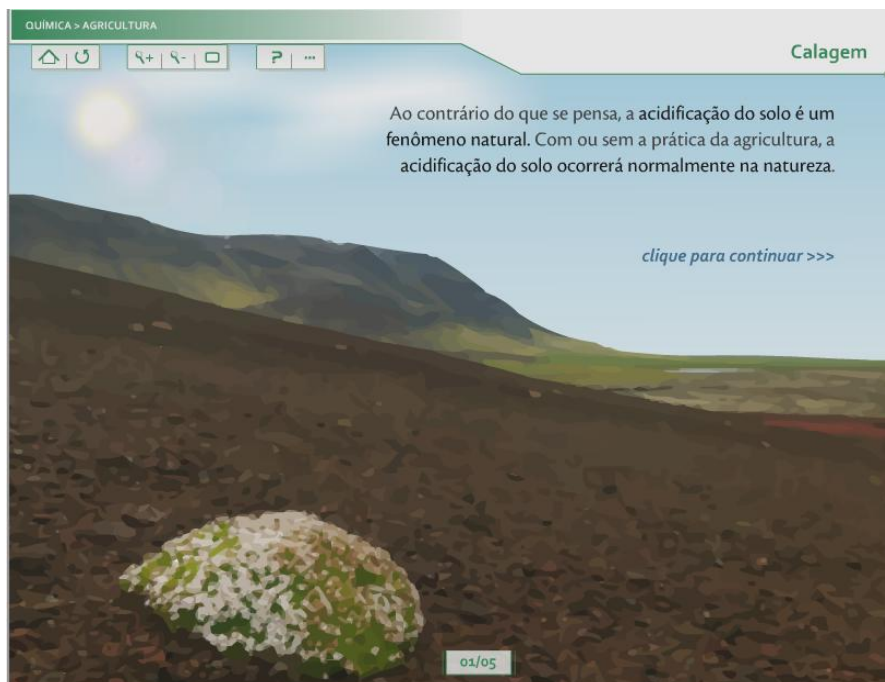 QUÍMICA > AGRICULTURA
Calagem
Ao contrário do que se pensa, a acidificação do solo é um
fenômeno natural. Com ou sem a prática da agricultura, a
acidificação do solo ocorrerá normalmente na natureza.
clique para continuar >>>
01/05